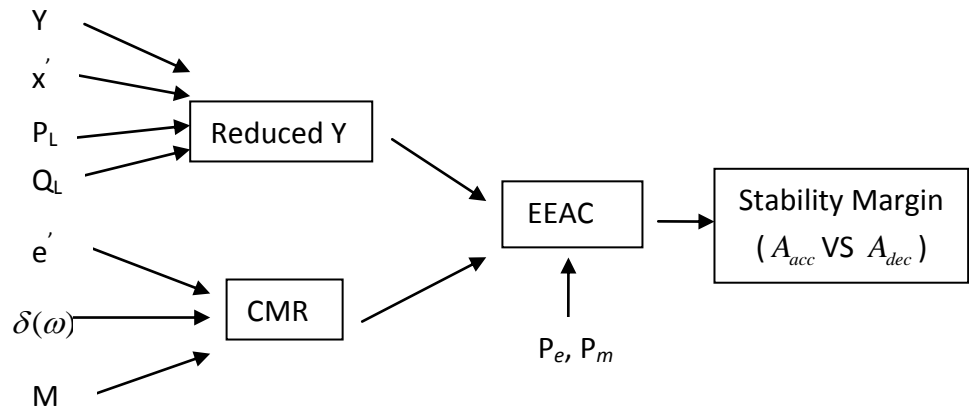 Y
x'
P_L
Q_L
e'
δ(ω)
M
Reduced Y
CMR
EEAC
P_e, P_m
Stability Margin
( A_acc VS A_dec )